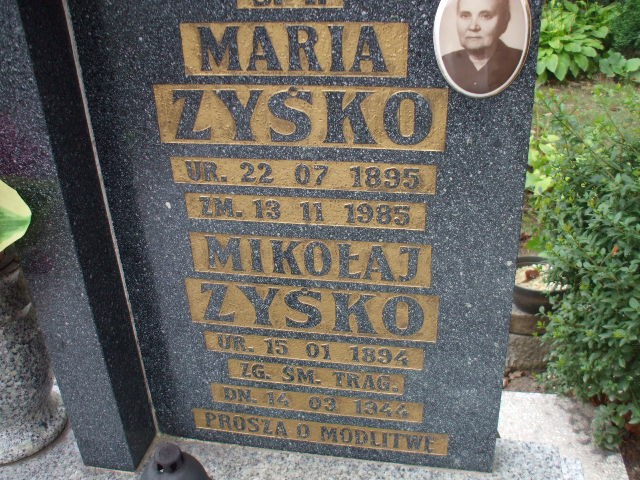 Ś.P.
MARIA
ZYŚKO
UR. 22 07 1895
ZM. 13 11 1985
MIKOŁAJ
ZYŚKO
UR. 15 01 1894
ZG. ŚM. TRAG.
DN. 14 03 1944
PROSZĄ O MODLITWĘ